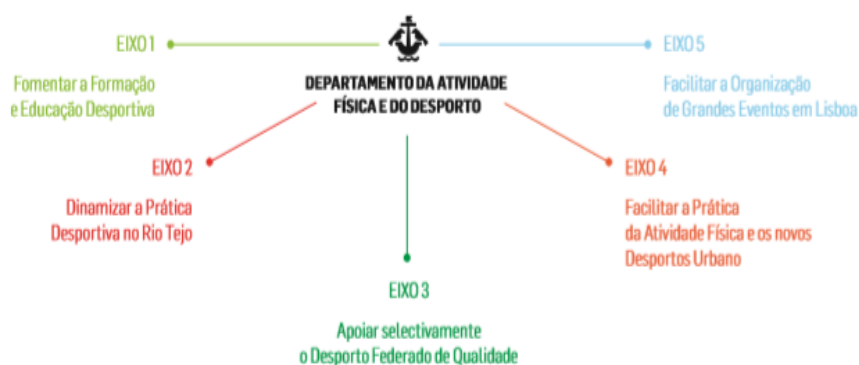 EIXO 1
Fomentar a Formação
e Educação Desportiva
EIXO 2
Dinamizar a Prática
Desportiva no Rio Tejo
DEPARTAMENTO DA ATIVIDADE
FÍSICA E DO DESPORTO
EIXO 3
Apoiar selectivamente
o Desporto Federado de Qualidade
EIXO 4
Facilitar a Prática
da Atividade Física e os novos
Desportos Urbano
EIXO 5
Facilitar a Organização
de Grandes Eventos em Lisboa